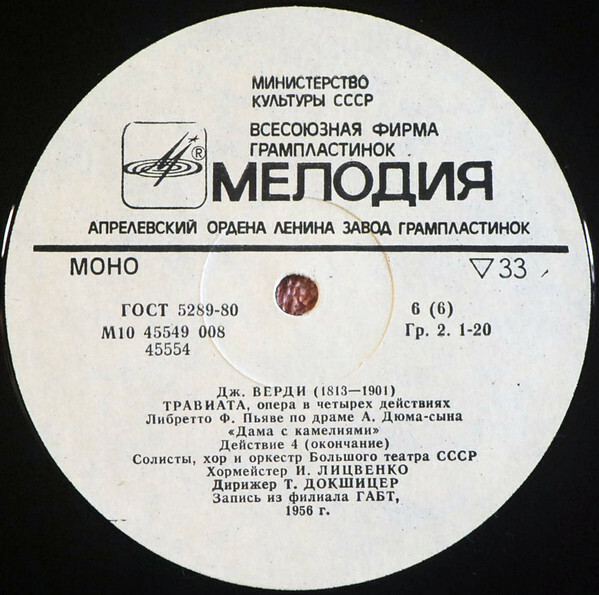 МИНИСТЕРСТВО
КУЛЬТУРЫ СССР
ВСЕСОЮЗНАЯ ФИРМА
ГРАМПЛАСТИНОК
®
МЕЛОДИЯ
АПРЕЛЕВСКИЙ ОРДЕНА ЛЕНИНА ЗАВОД ГРАМПЛАСТИНОК
МОНО ▽33
ГОСТ 5289-80 6 (6)
М10 45549 008 Гр. 2. 1-20
45554
Дж. ВЕРДИ (1813—1901)
ТРАВИАТА, опера в четырех действиях
Либретто Ф. Пьяве по драме А. Дюма-сына
«Дама с камелиями»
Действие 4 (окончание)
Солисты, хор и оркестр Большого театра СССР
Хормейстер И. ЛИЦВЕНКО
Дирижер Т. ДОКШИЦЕР
Запись из филиала ГАБТ,
1956 г.